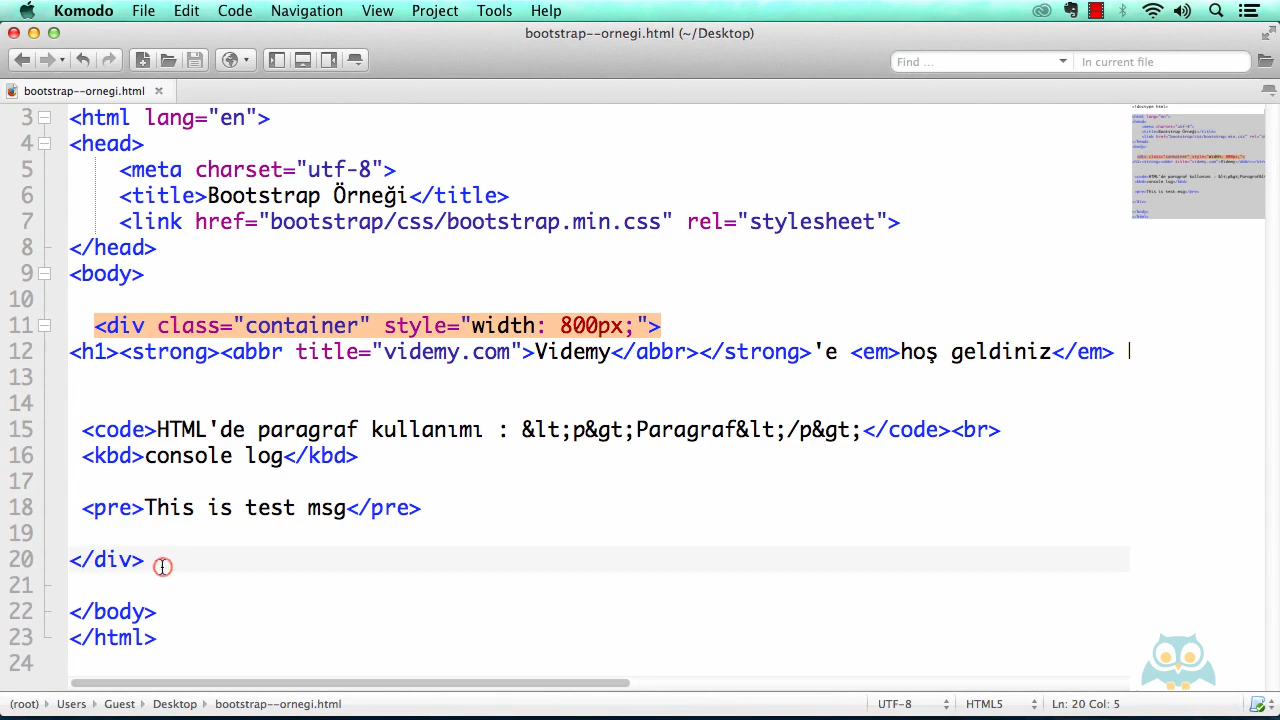 Komodo File Edit Code Navigation View Project Tools Help
bootstrap--ornegi.html (~/Desktop)
Find ... In current file
bootstrap--ornegi.html
3 <html lang="en">
4 <head>
5 <meta charset="utf-8">
6 <title>Bootstrap Örneği</title>
7 <link href="bootstrap/css/bootstrap.min.css" rel="stylesheet">
8 </head>
9 <body>
10
11 <div class="container" style="width: 800px;">
12 <h1><strong><abbr title="videmy.com">Videmy</abbr></strong>'e <em>hoş geldiniz</em>
13
14
15 <code>HTML'de paragraf kullanımı : &lt;p&gt;Paragraf&lt;/p&gt;</code><br>
16 <kbd>console log</kbd>
17
18 <pre>This is test msg</pre>
19
20 </div>
21
22 </body>
23 </html>
24
(root) Users Guest Desktop bootstrap--ornegi.html UTF-8 HTML5 Ln: 20 Col: 5